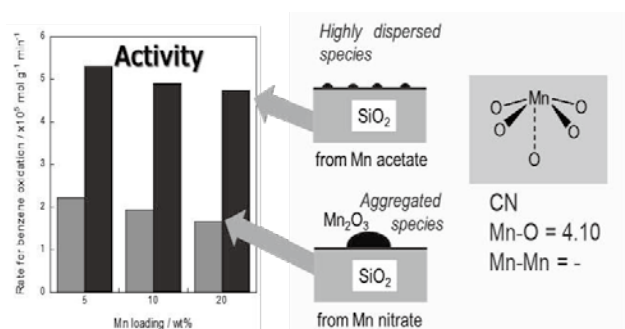 Activity
Rate for benzene oxidation / x10⁵ mol g⁻¹ min⁻¹
6
5
4
3
2
1
0
5 10 20
Mn loading / wt%
Highly dispersed
species
SiO₂
from Mn acetate
Aggregated
Mn₂O₃ species
SiO₂
from Mn nitrate
Mn
O O
O O
O
CN
Mn-O = 4.10
Mn-Mn = -